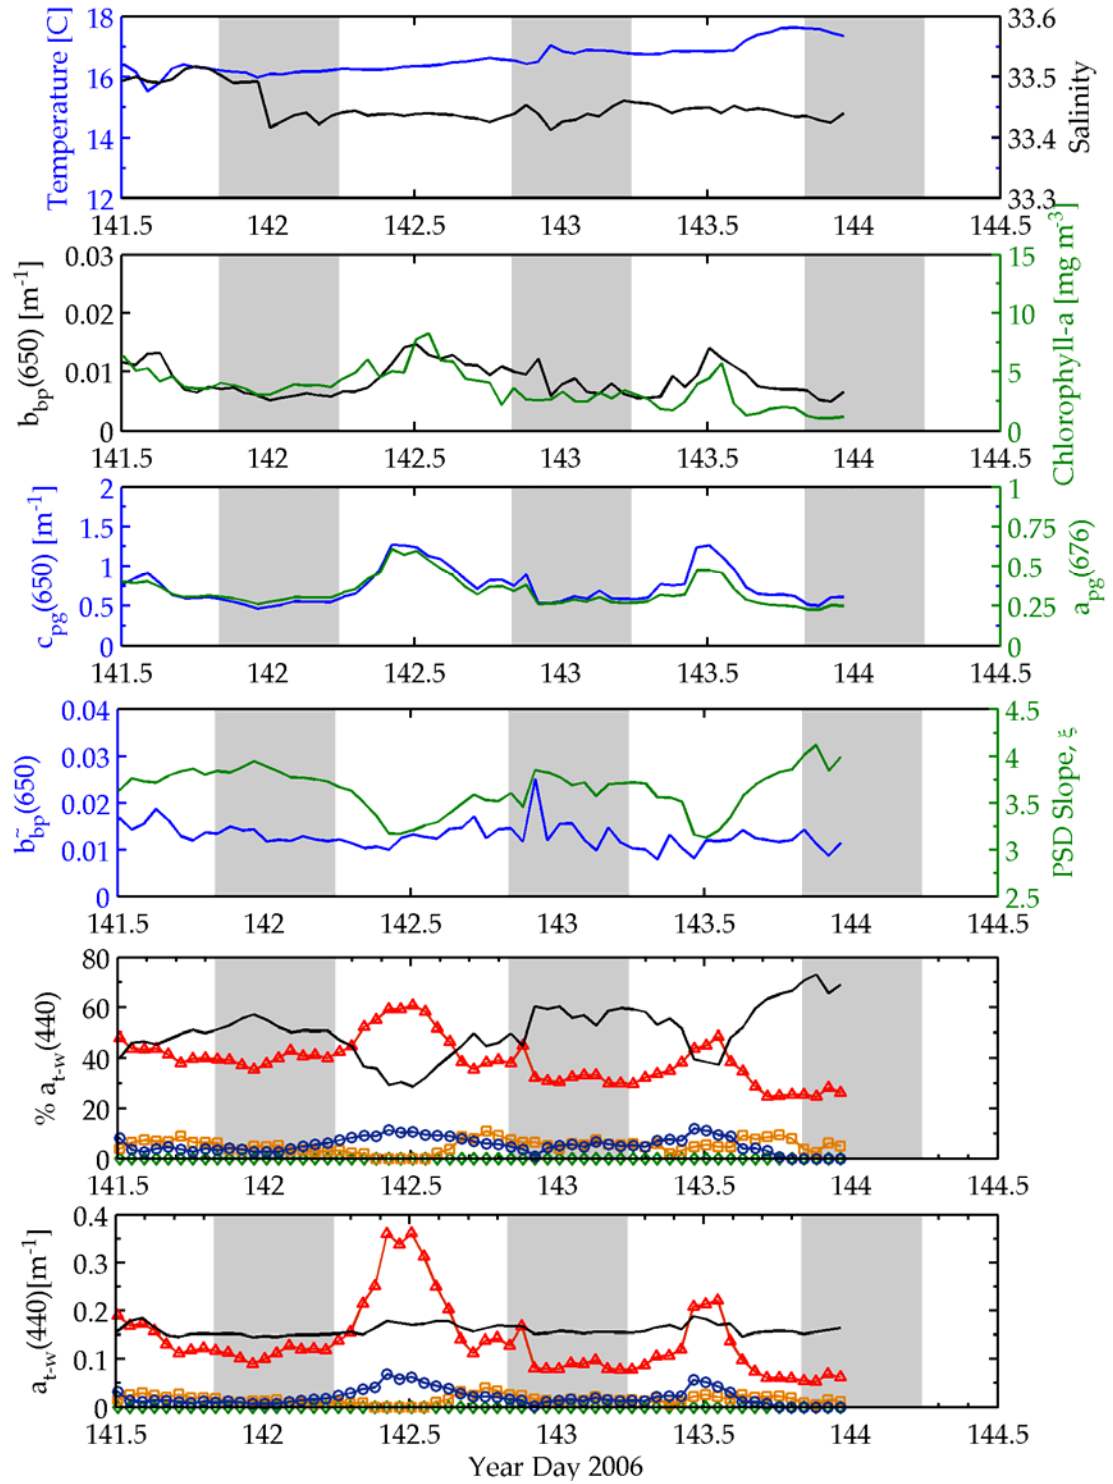 18 33.6
16 33.5
14 33.4
12 33.3
Temperature [C]
Salinity
141.5 142 142.5 143 143.5 144 144.5
0.03 15
0.02 10
0.01 5
0 0
b_bp(650) [m⁻¹]
Chlorophyll-a [mg m⁻³]
141.5 142 142.5 143 143.5 144 144.5
2 1
1.5 0.75
1 0.5
0.5 0.25
0 0
c_pg(650) [m⁻¹]
a_pg(676)
141.5 142 142.5 143 143.5 144 144.5
0.04 4.5
0.03 4
0.02 3.5
0.01 3
0 2.5
b̃_bp(650)
PSD Slope, ξ
141.5 142 142.5 143 143.5 144 144.5
80
60
40
20
0
% a_t-w(440)
141.5 142 142.5 143 143.5 144 144.5
0.4
0.3
0.2
0.1
0
a_t-w(440)[m⁻¹]
141.5 142 142.5 143 143.5 144 144.5
Year Day 2006